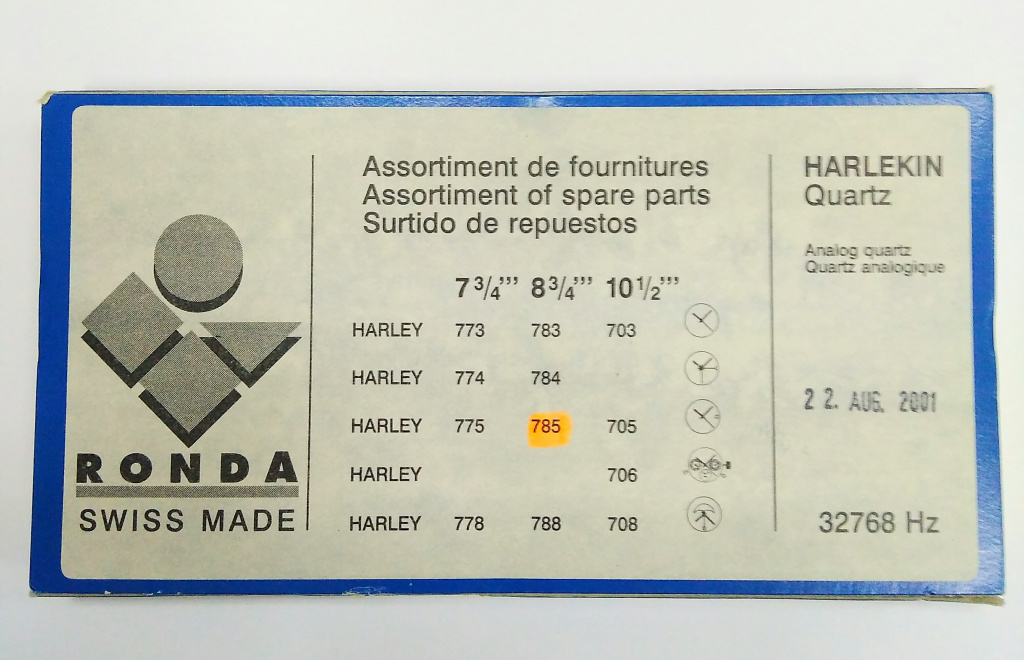 RONDA
SWISS MADE
Assortiment de fournitures
Assortiment of spare parts
Surtido de repuestos
7 3/4''' 8 3/4''' 10 1/2'''
HARLEY 773 783 703
HARLEY 774 784
HARLEY 775 785 705
HARLEY 706
HARLEY 778 788 708
HARLEKIN
Quartz
Analog quartz
Quartz analogique
22. AUG. 2001
32768 Hz